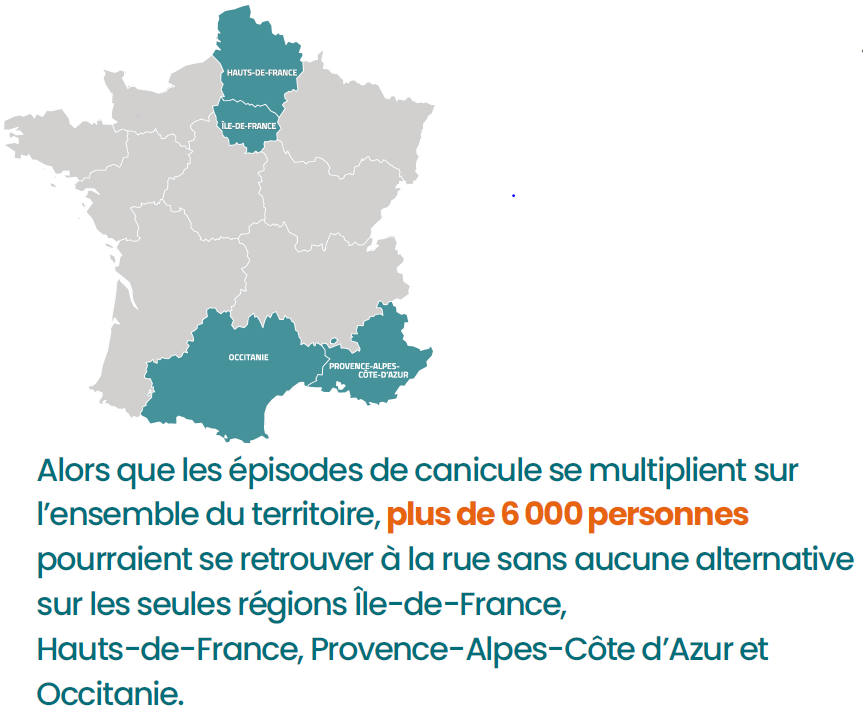 HAUTS-DE-FRANCE
ÎLE-DE-FRANCE
OCCITANIE
PROVENCE-ALPES-
CÔTE-D'AZUR
Alors que les épisodes de canicule se multiplient sur
l'ensemble du territoire, plus de 6 000 personnes
pourraient se retrouver à la rue sans aucune alternative
sur les seules régions Île-de-France,
Hauts-de-France, Provence-Alpes-Côte d'Azur et
Occitanie.